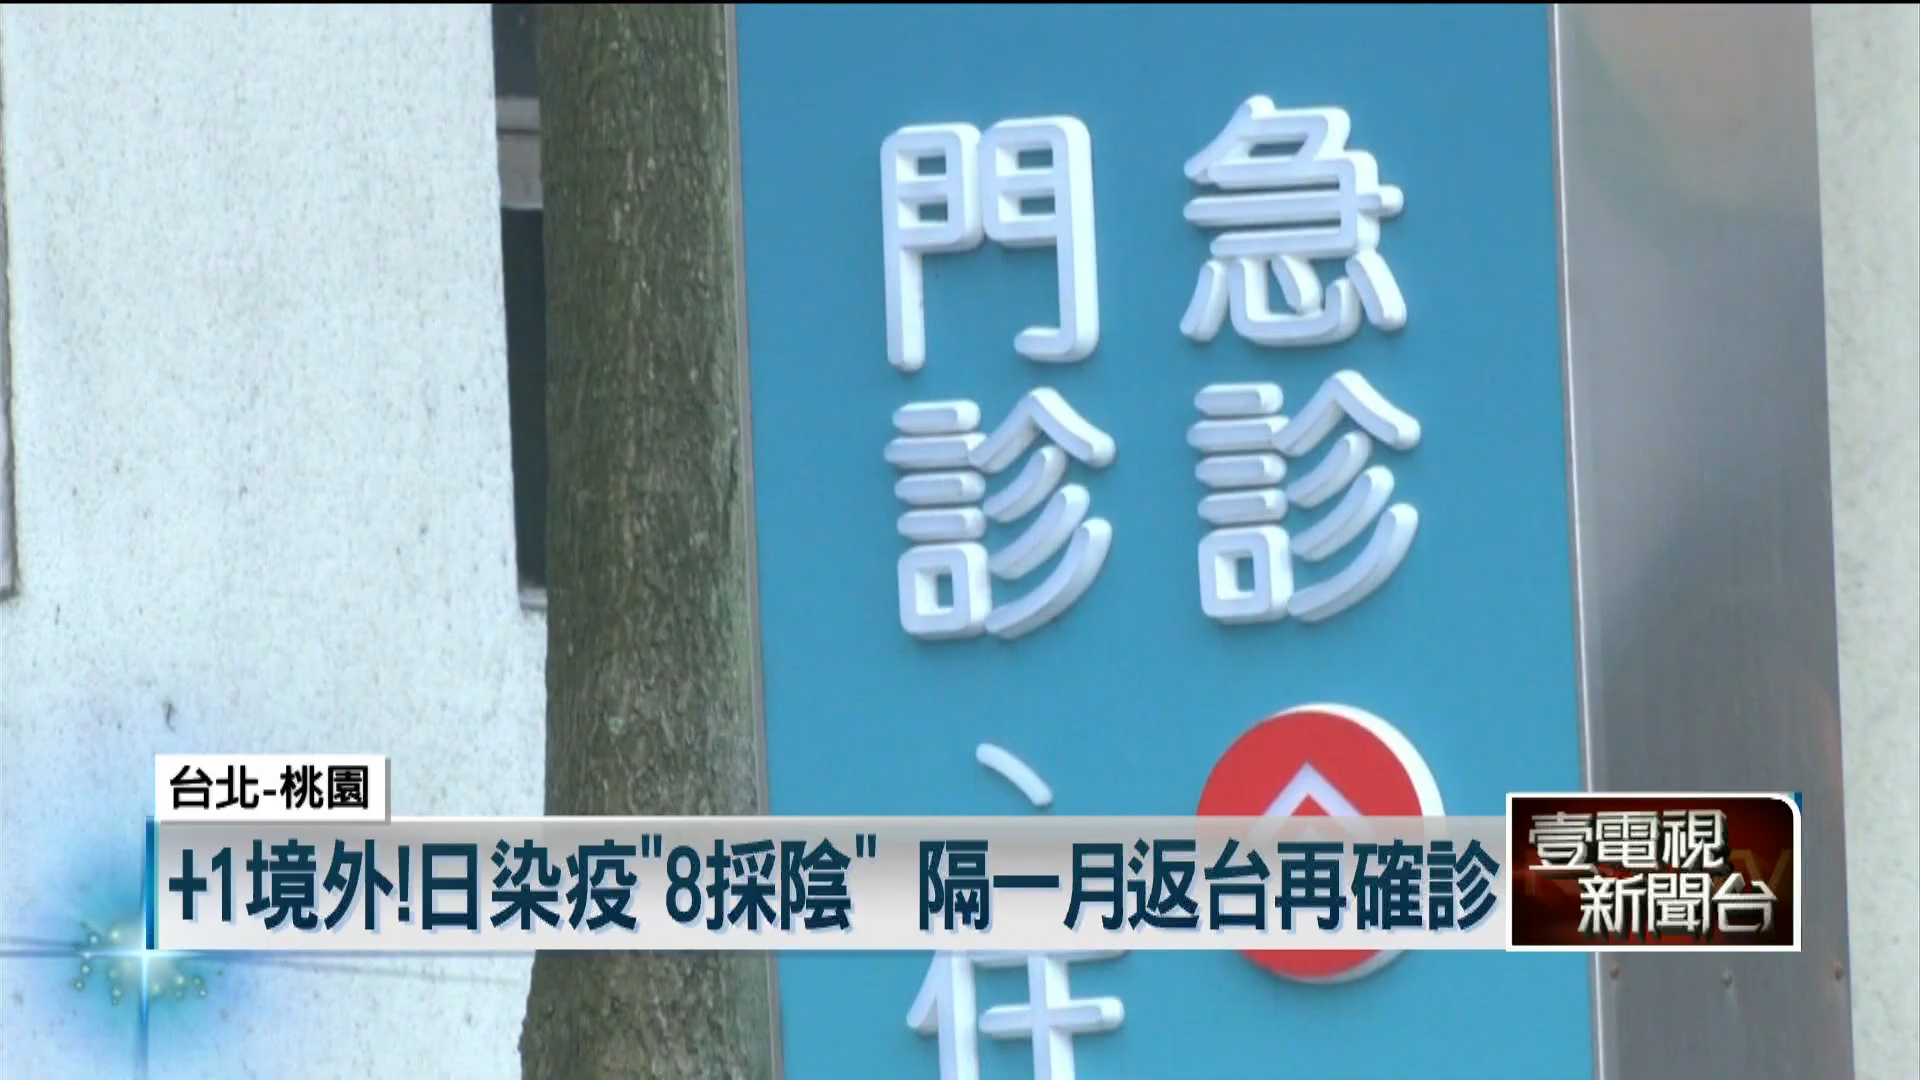 急診
門診
住
台北-桃園
+1境外!日染疫"8採陰" 隔一月返台再確診
壹電視
新聞台